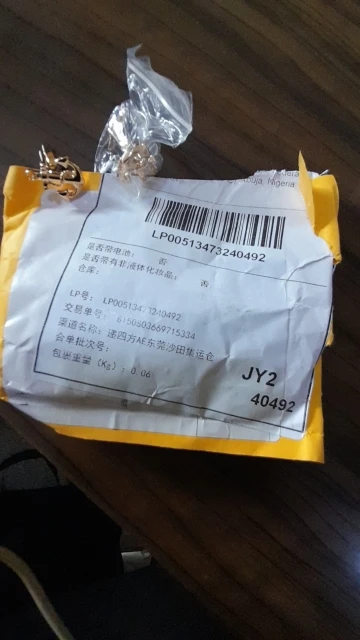 Abuja, Nigeria
LP00513473240492
是否带电池： 否
是否带有非液体化妆品： 否
仓库：
LP号： LP00513473240492
交易单号： 8150903669715334
渠道名称：递四方AE东莞沙田集运仓
合单批次号：
包裹重量（Kg）：0.06
JY2
40492